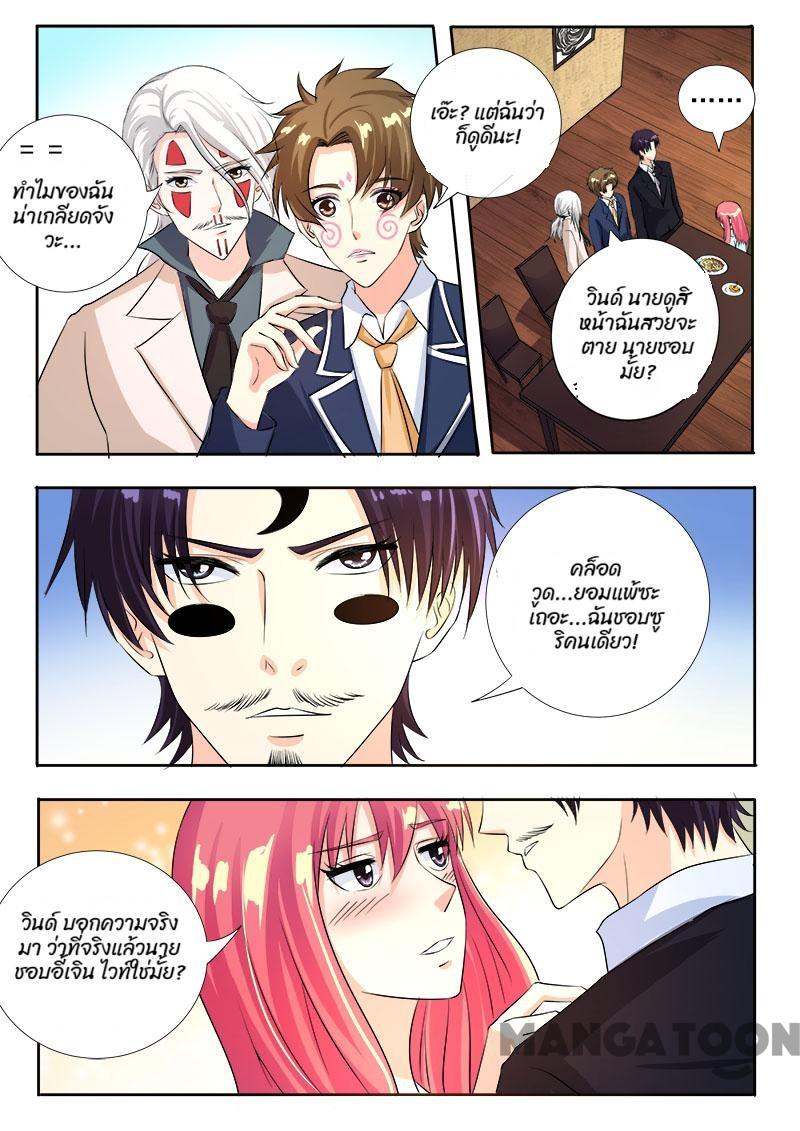 = =
ทำไมของฉัน
น่าเกลียดจัง
วะ...
เอ๊ะ? แต่ฉันว่า
ก็ดูดีนะ!
......
วินด์ นายดูสิ
หน้าฉันสวยจะ
ตาย นายชอบ
มั้ย?
คล็อด
วูด...ยอมแพ้ซะ
เถอะ...ฉันชอบซู
ริคนเดียว!
วินด์ บอกความจริง
มา ว่าที่จริงแล้วนาย
ชอบอี้เจิน ไวท์ใช่มั้ย?
MANGATOON